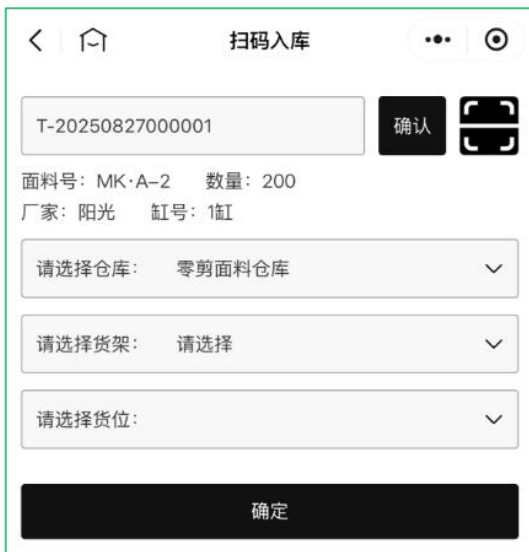 扫码入库
T-20250827000001 确认
面料号：MK·A-2 数量：200
厂家：阳光 缸号：1缸
请选择仓库： 零剪面料仓库
请选择货架： 请选择
请选择货位：
确定